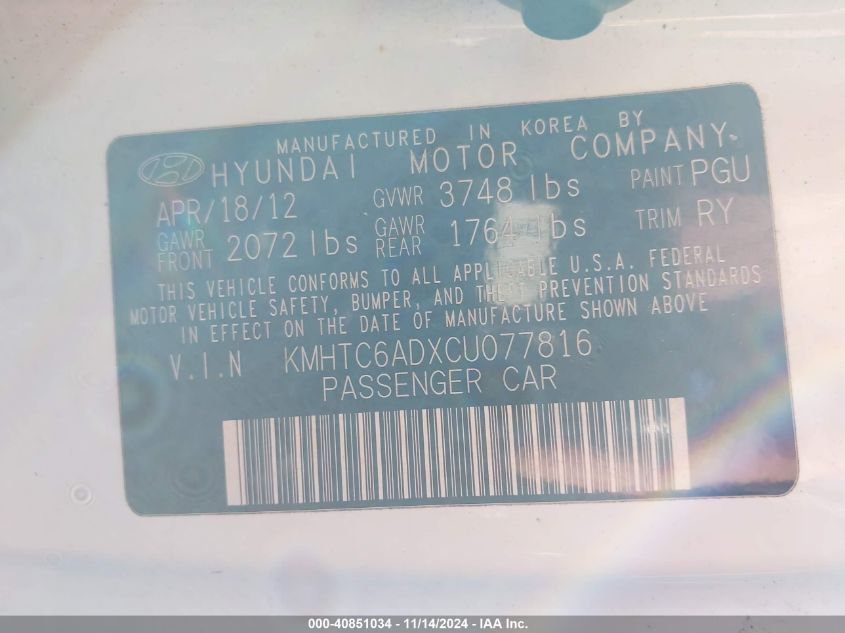 MANUFACTURED IN KOREA BY
HYUNDAI MOTOR COMPANY
APR/18/12 GVWR 3748 lbs PAINT PGU
GAWR FRONT 2072 lbs GAWR REAR 1764 lbs TRIM RY
THIS VEHICLE CONFORMS TO ALL APPLICABLE U.S.A. FEDERAL
MOTOR VEHICLE SAFETY, BUMPER, AND THEFT PREVENTION STANDARDS
IN EFFECT ON THE DATE OF MANUFACTURE SHOWN ABOVE
V.I.N KMHTC6ADXCU077816
PASSENGER CAR
000-40851034 - 11/14/2024 - IAA Inc.